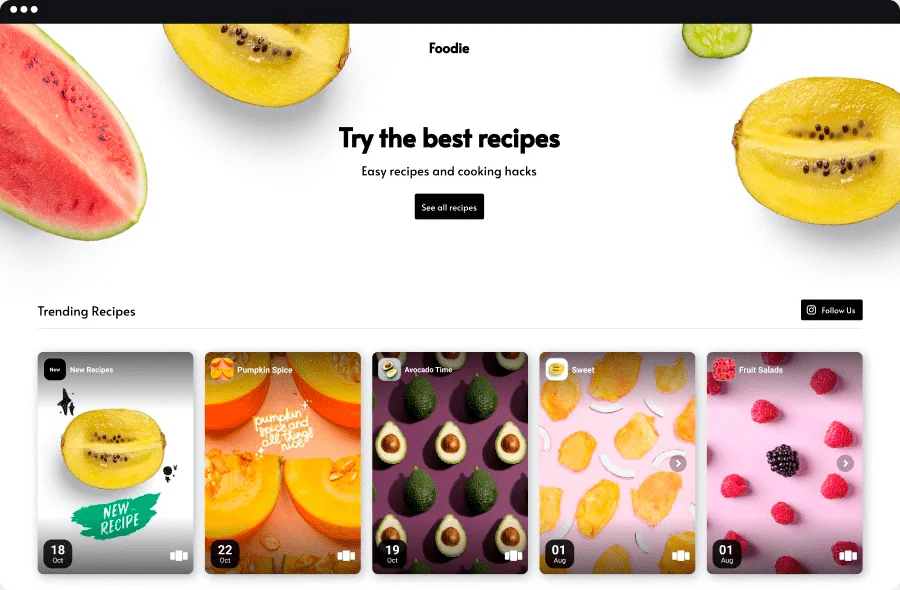 Foodie
Try the best recipes
Easy recipes and cooking hacks
See all recipes
Trending Recipes
Follow Us
New
New Recipes
NEW
RECIPE
18
Oct
Pumpkin Spice
pumpkin
spice and
all things
nice
22
Oct
Avocado Time
19
Oct
Sweet
01
Aug
Fruit Salads
01
Aug